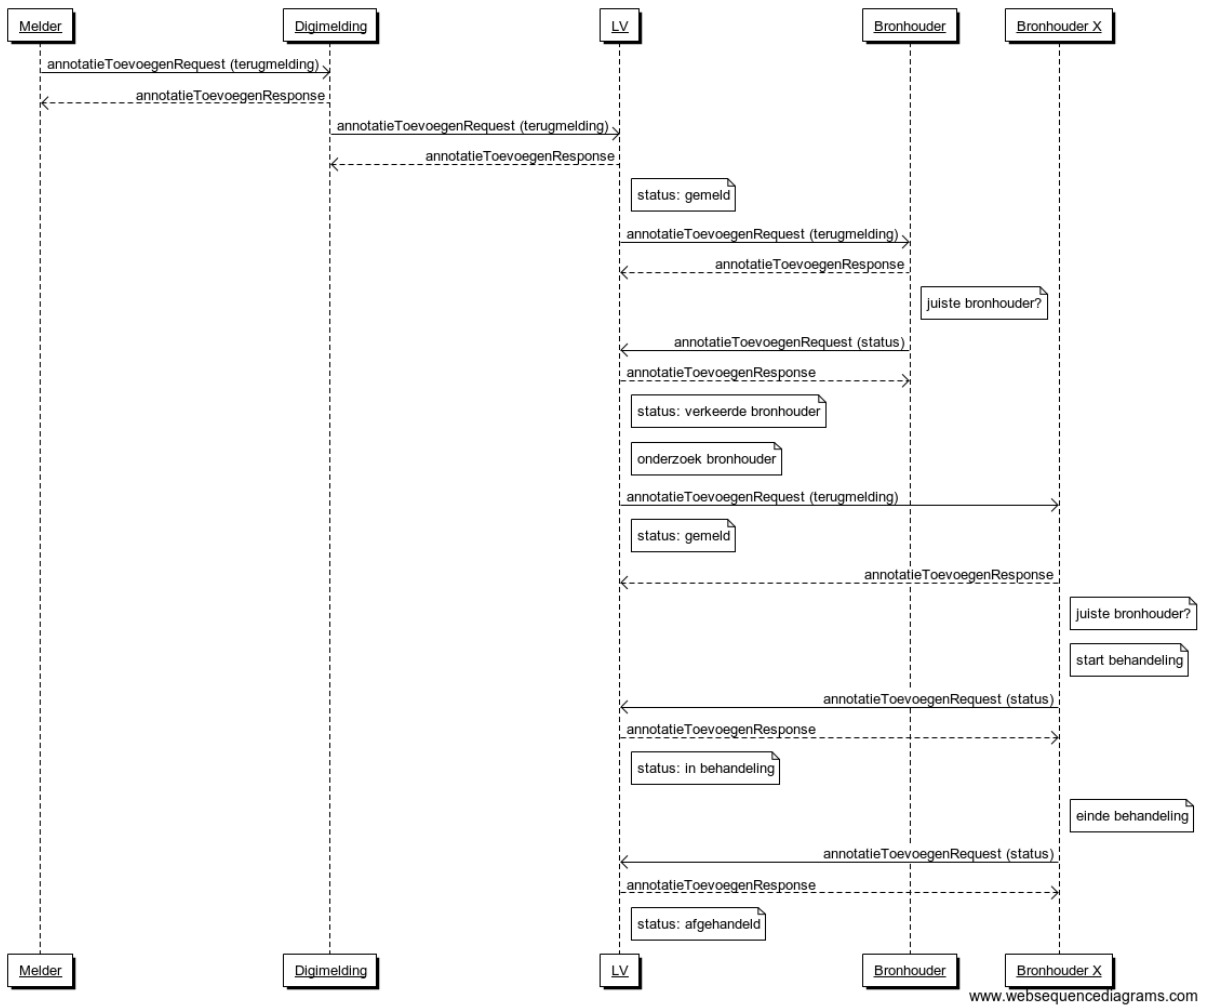 Melder
Digimelding
LV
Bronhouder
Bronhouder X
annotatieToevoegenRequest (terugmelding)
annotatieToevoegenResponse
annotatieToevoegenRequest (terugmelding)
annotatieToevoegenResponse
status: gemeld
annotatieToevoegenRequest (terugmelding)
annotatieToevoegenResponse
juiste bronhouder?
annotatieToevoegenRequest (status)
annotatieToevoegenResponse
status: verkeerde bronhouder
onderzoek bronhouder
annotatieToevoegenRequest (terugmelding)
status: gemeld
annotatieToevoegenResponse
juiste bronhouder?
start behandeling
annotatieToevoegenRequest (status)
annotatieToevoegenResponse
status: in behandeling
einde behandeling
annotatieToevoegenRequest (status)
annotatieToevoegenResponse
status: afgehandeld
Melder
Digimelding
LV
Bronhouder
Bronhouder X
www.websequencediagrams.com